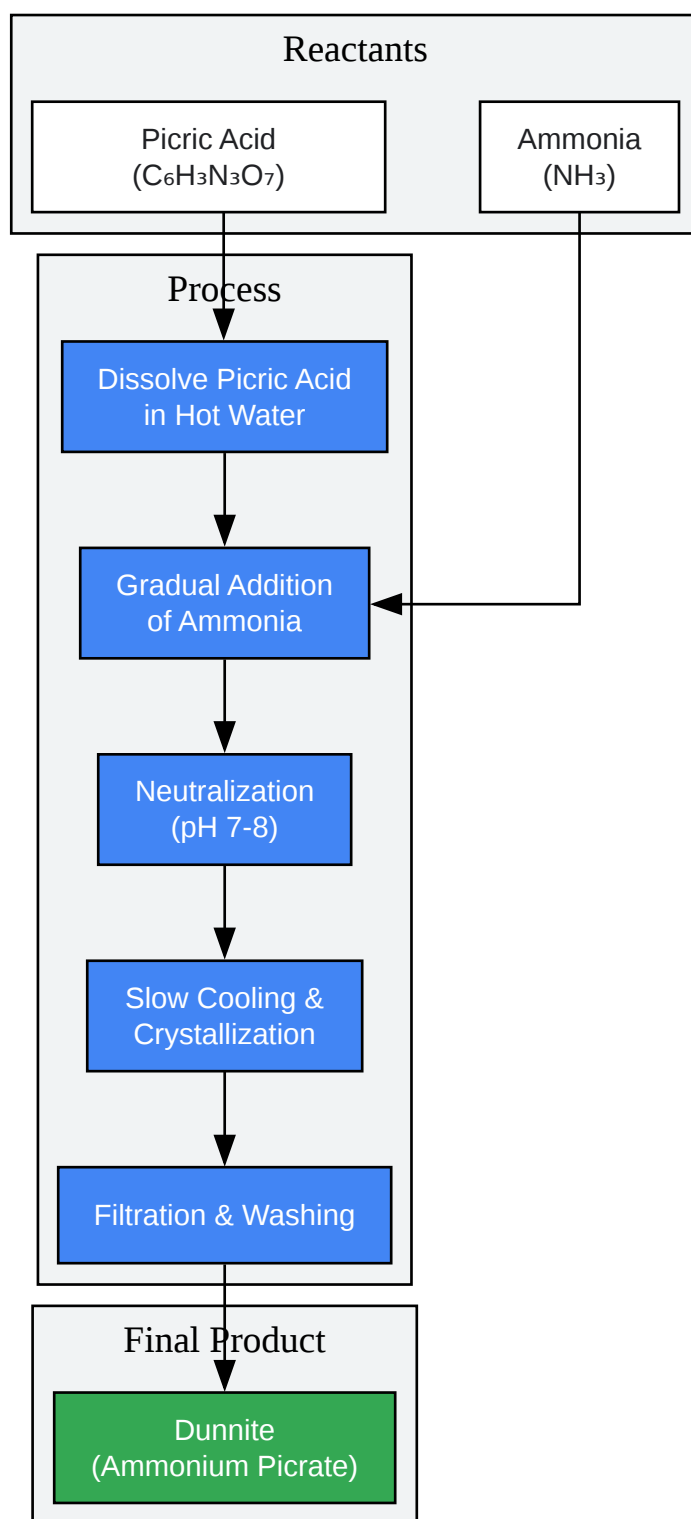 Reactants
Picric Acid
(C₆H₃N₃O₇)
Ammonia
(NH₃)
Process
Dissolve Picric Acid
in Hot Water
Gradual Addition
of Ammonia
Neutralization
(pH 7-8)
Slow Cooling &
Crystallization
Filtration & Washing
Final Product
Dunnite
(Ammonium Picrate)